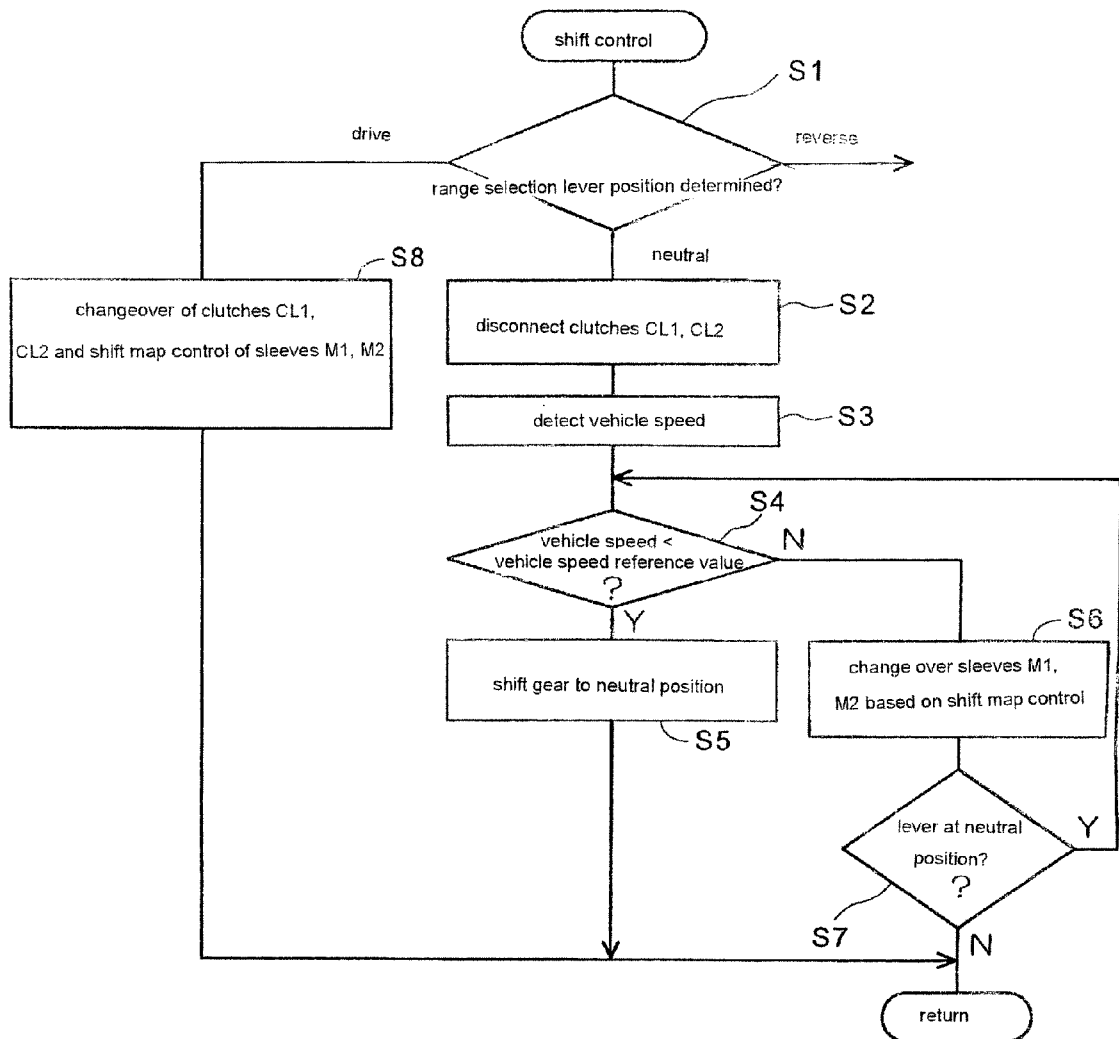 shift control
S1
drive
reverse
range selection lever position determined?
neutral
S8
changeover of clutches CL1,
CL2 and shift map control of sleeves M1, M2
S2
disconnect clutches CL1, CL2
S3
detect vehicle speed
S4
vehicle speed <
vehicle speed reference value
?
N
Y
S6
change over sleeves M1,
M2 based on shift map control
shift gear to neutral position
S5
lever at neutral
position?
?
Y
S7
N
return